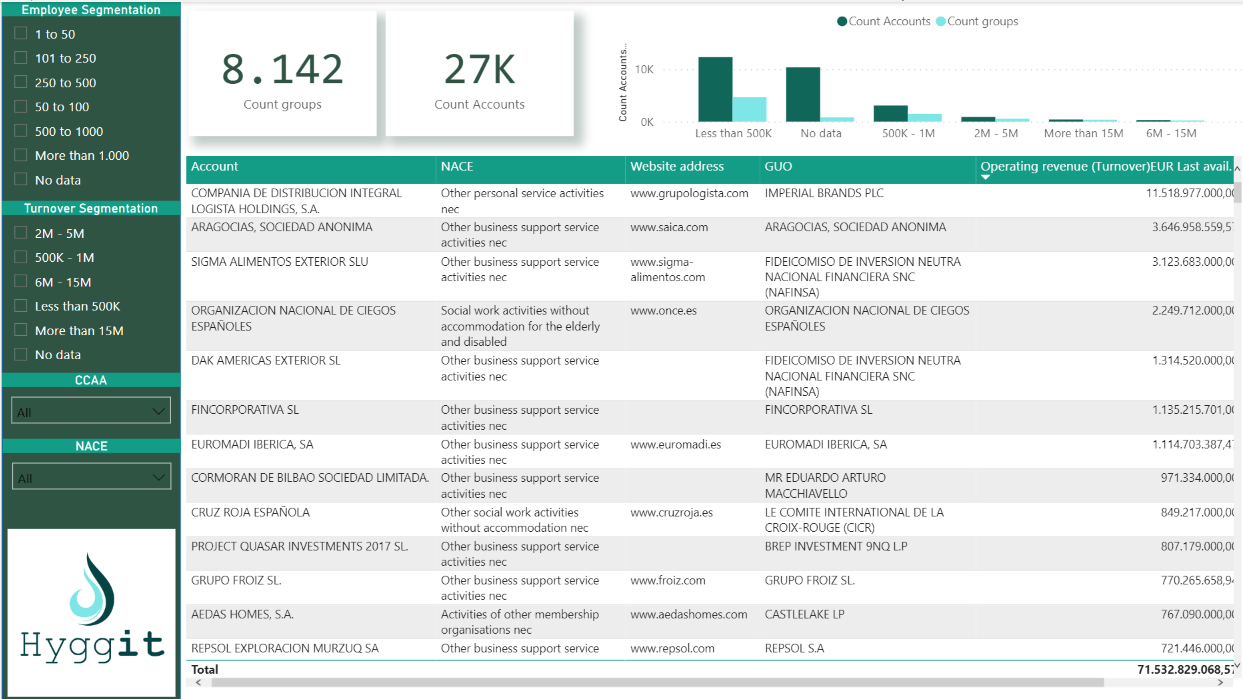 Employee Segmentation
1 to 50
101 to 250
250 to 500
50 to 100
500 to 1000
More than 1.000
No data
Turnover Segmentation
2M - 5M
500K - 1M
6M - 15M
Less than 500K
More than 15M
No data
CCAA
All
NACE
All
Hyggit
8.142
Count groups
27K
Count Accounts
Count Accounts Count groups
Count Accounts...
10K
0K
Less than 500K No data 500K - 1M 2M - 5M More than 15M 6M - 15M
Account NACE Website address GUO Operating revenue (Turnover)EUR Last avail.
COMPANIA DE DISTRIBUCION INTEGRAL Other personal service activities www.grupologista.com IMPERIAL BRANDS PLC 11.518.977.000,00
LOGISTA HOLDINGS, S.A. nec
ARAGOCIAS, SOCIEDAD ANONIMA Other business support service www.saica.com ARAGOCIAS, SOCIEDAD ANONIMA 3.646.958.559,57
activities nec
SIGMA ALIMENTOS EXTERIOR SLU Other business support service www.sigma- FIDEICOMISO DE INVERSION NEUTRA 3.123.683.000,00
activities nec alimentos.com NACIONAL FINANCIERA SNC
(NAFINSA)
ORGANIZACION NACIONAL DE CIEGOS Social work activities without www.once.es ORGANIZACION NACIONAL DE CIEGOS 2.249.712.000,00
ESPAÑOLES accommodation for the elderly ESPAÑOLES
and disabled
DAK AMERICAS EXTERIOR SL Other business support service FIDEICOMISO DE INVERSION NEUTRA 1.314.520.000,00
activities nec NACIONAL FINANCIERA SNC
(NAFINSA)
FINCORPORATIVA SL Other business support service FINCORPORATIVA SL 1.135.215.701,00
activities nec
EUROMADI IBERICA, SA Other business support service www.euromadi.es EUROMADI IBERICA, SA 1.114.703.387,47
activities nec
CORMORAN DE BILBAO SOCIEDAD LIMITADA. Other business support service MR EDUARDO ARTURO 971.334.000,00
activities nec MACCHIAVELLO
CRUZ ROJA ESPAÑOLA Other social work activities www.cruzroja.es LE COMITE INTERNATIONAL DE LA 849.217.000,00
without accommodation nec CROIX-ROUGE (CICR)
PROJECT QUASAR INVESTMENTS 2017 SL. Other business support service BREP INVESTMENT 9NQ L.P 807.179.000,00
activities nec
GRUPO FROIZ SL. Other business support service www.froiz.com GRUPO FROIZ SL. 770.265.658,94
activities nec
AEDAS HOMES, S.A. Activities of other membership www.aedashomes.com CASTLELAKE LP 767.090.000,00
organisations nec
REPSOL EXPLORACION MURZUQ SA Other business support service www.repsol.com REPSOL S.A 721.446.000,00
Total 71.532.829.068,57